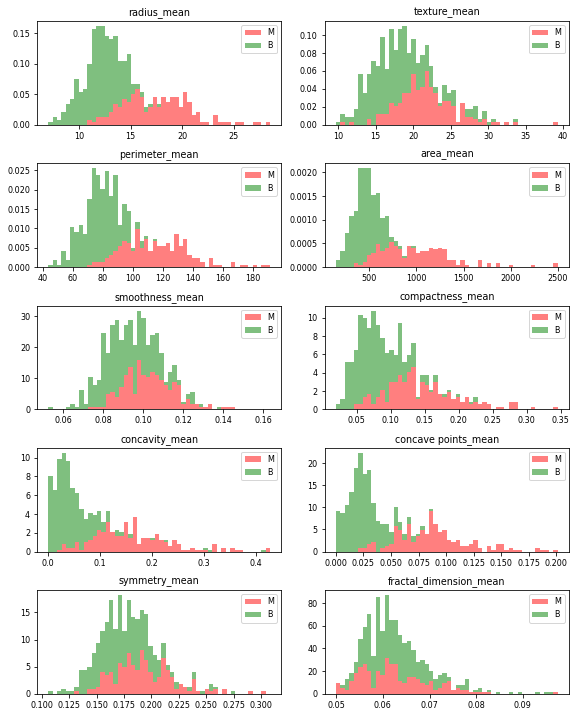 radius_mean
0.15
0.10
0.05
0.00
10 15 20 25
M
B
texture_mean
0.10
0.08
0.06
0.04
0.02
0.00
10 15 20 25 30 35 40
M
B
perimeter_mean
0.025
0.020
0.015
0.010
0.005
0.000
40 60 80 100 120 140 160 180
M
B
area_mean
0.0020
0.0015
0.0010
0.0005
0.0000
500 1000 1500 2000 2500
M
B
smoothness_mean
30
20
10
0
0.06 0.08 0.10 0.12 0.14 0.16
M
B
compactness_mean
10
8
6
4
2
0
0.05 0.10 0.15 0.20 0.25 0.30 0.35
M
B
concavity_mean
10
8
6
4
2
0
0.0 0.1 0.2 0.3 0.4
M
B
concave points_mean
20
15
10
5
0
0.000 0.025 0.050 0.075 0.100 0.125 0.150 0.175 0.200
M
B
symmetry_mean
15
10
5
0
0.100 0.125 0.150 0.175 0.200 0.225 0.250 0.275 0.300
M
B
fractal_dimension_mean
80
60
40
20
0
0.05 0.06 0.07 0.08 0.09
M
B